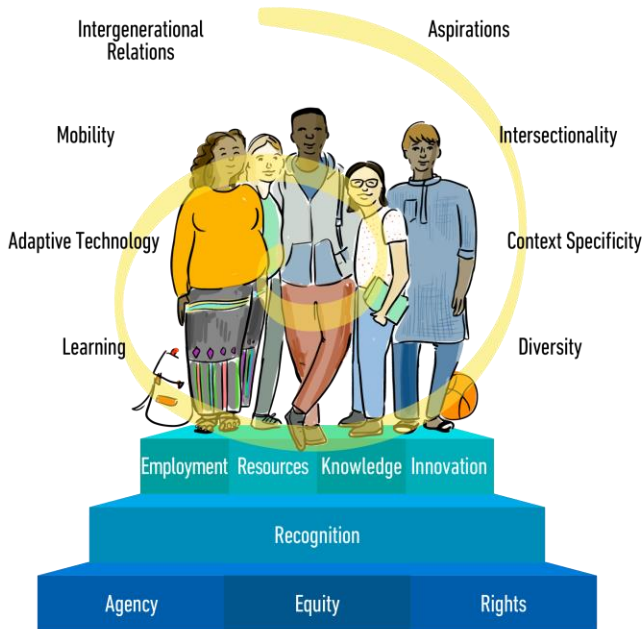 Intergenerational
Relations
Aspirations
Mobility
Intersectionality
Adaptive Technology
Context Specificity
Learning
Diversity
Employment
Resources
Knowledge
Innovation
Recognition
Agency
Equity
Rights